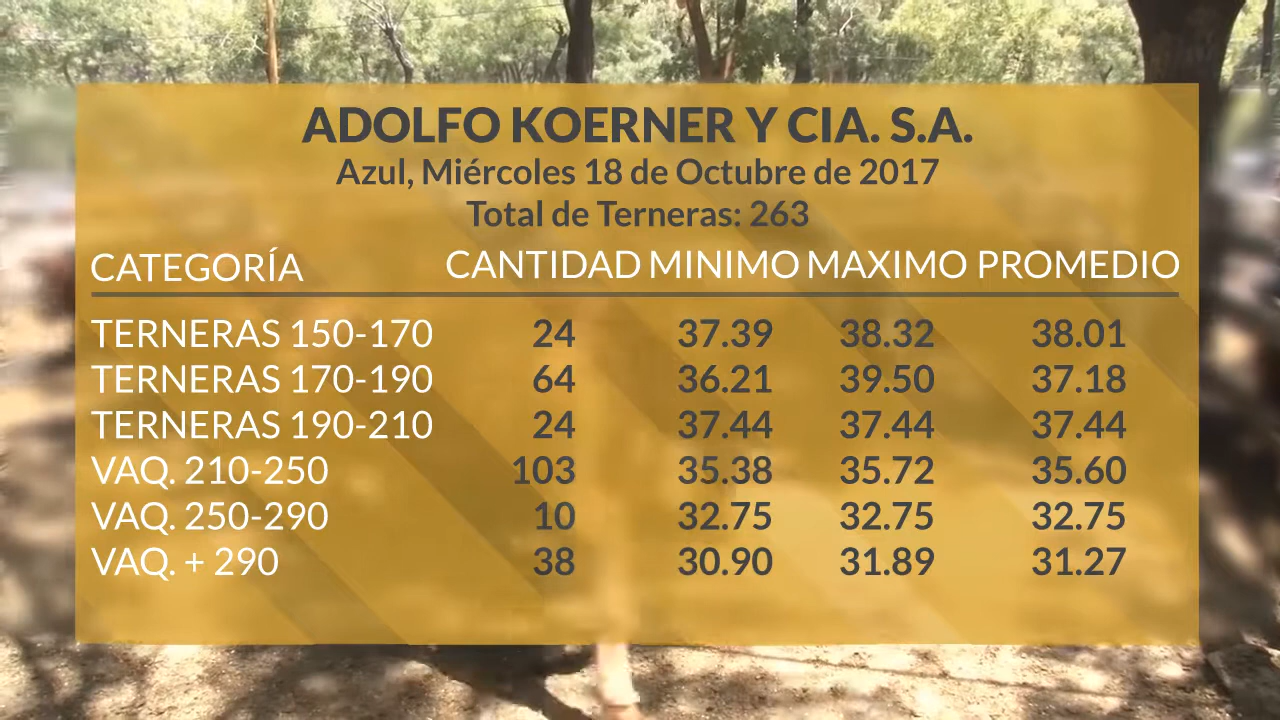 ADOLFO KOERNER Y CIA. S.A.
Azul, Miércoles 18 de Octubre de 2017
Total de Terneras: 263
CATEGORÍA CANTIDAD MINIMO MAXIMO PROMEDIO
TERNERAS 150-170 24 37.39 38.32 38.01
TERNERAS 170-190 64 36.21 39.50 37.18
TERNERAS 190-210 24 37.44 37.44 37.44
VAQ. 210-250 103 35.38 35.72 35.60
VAQ. 250-290 10 32.75 32.75 32.75
VAQ. + 290 38 30.90 31.89 31.27